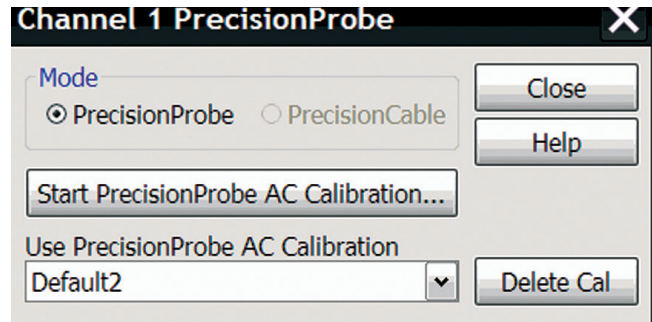 Channel 1 PrecisionProbe
Mode
PrecisionProbe
PrecisionCable
Close
Help
Start PrecisionProbe AC Calibration...
Use PrecisionProbe AC Calibration
Default2
Delete Cal